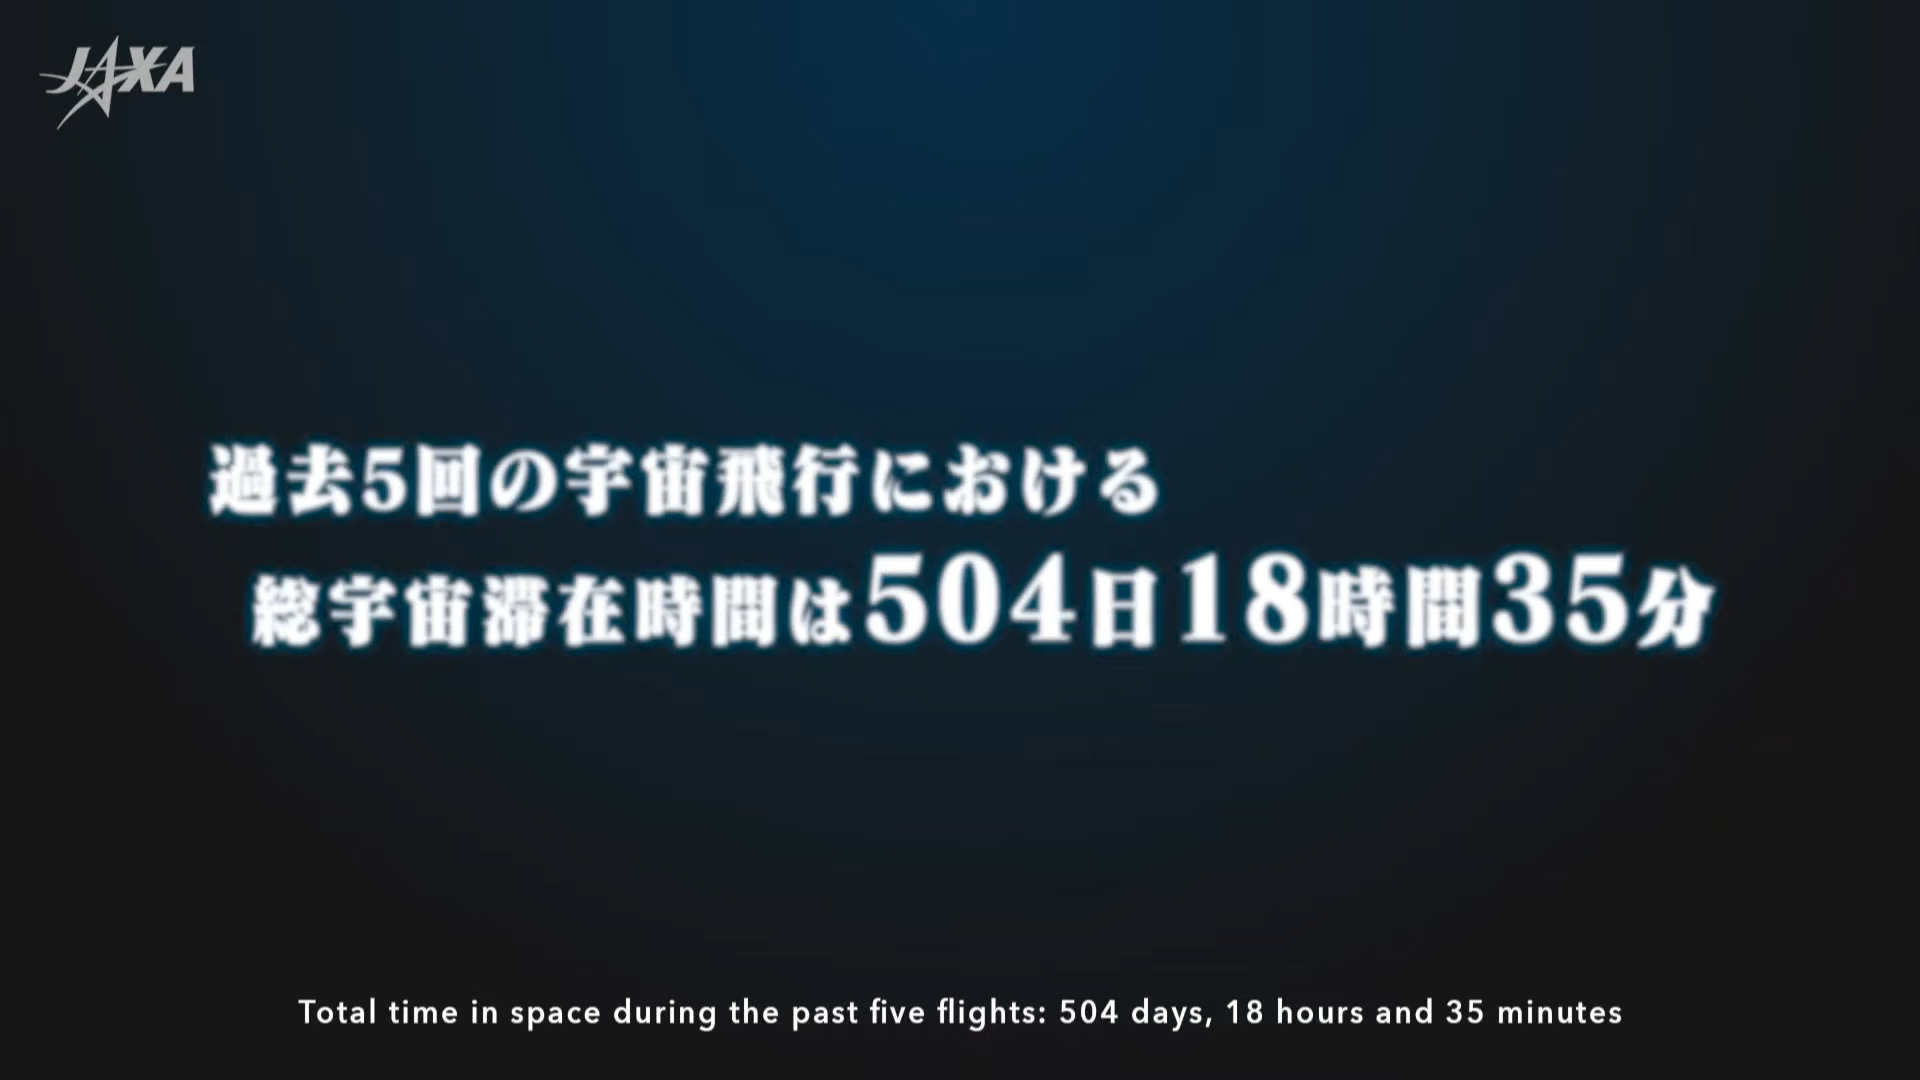 JAXA
過去5回の宇宙飛行における
総宇宙滞在時間は504日18時間35分
Total time in space during the past five flights: 504 days, 18 hours and 35 minutes